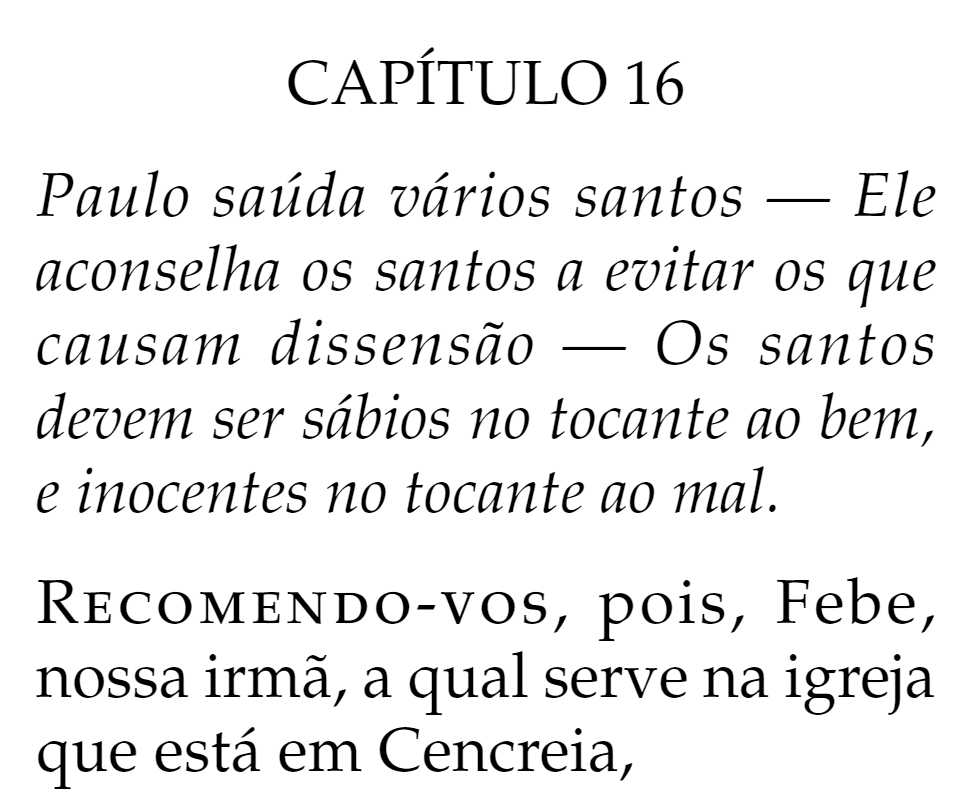 CAPÍTULO 16
Paulo saúda vários santos — Ele
aconselha os santos a evitar os que
causam dissensão — Os santos
devem ser sábios no tocante ao bem,
e inocentes no tocante ao mal.
RECOMENDO-VOS, pois, Febe,
nossa irmã, a qual serve na igreja
que está em Cencreia,